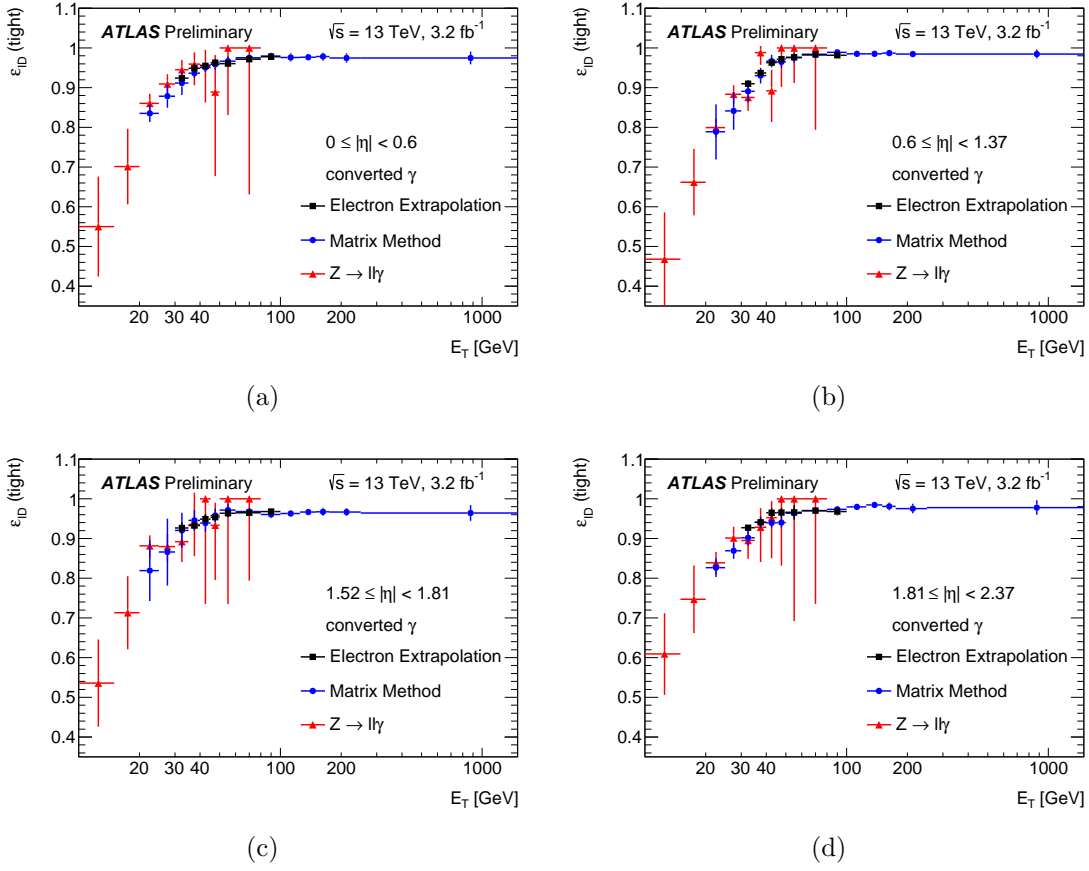 ε_ID (tight)
1.1
1
0.9
0.8
0.7
0.6
0.5
0.4
ATLAS Preliminary
√s = 13 TeV, 3.2 fb⁻¹
0 ≤ |η| < 0.6
converted γ
Electron Extrapolation
Matrix Method
Z → llγ
20 30 40 100 200 1000
E_T [GeV]
(a)
ε_ID (tight)
1.1
1
0.9
0.8
0.7
0.6
0.5
0.4
ATLAS Preliminary
√s = 13 TeV, 3.2 fb⁻¹
0.6 ≤ |η| < 1.37
converted γ
Electron Extrapolation
Matrix Method
Z → llγ
20 30 40 100 200 1000
E_T [GeV]
(b)
ε_ID (tight)
1.1
1
0.9
0.8
0.7
0.6
0.5
0.4
ATLAS Preliminary
√s = 13 TeV, 3.2 fb⁻¹
1.52 ≤ |η| < 1.81
converted γ
Electron Extrapolation
Matrix Method
Z → llγ
20 30 40 100 200 1000
E_T [GeV]
(c)
ε_ID (tight)
1.1
1
0.9
0.8
0.7
0.6
0.5
0.4
ATLAS Preliminary
√s = 13 TeV, 3.2 fb⁻¹
1.81 ≤ |η| < 2.37
converted γ
Electron Extrapolation
Matrix Method
Z → llγ
20 30 40 100 200 1000
E_T [GeV]
(d)